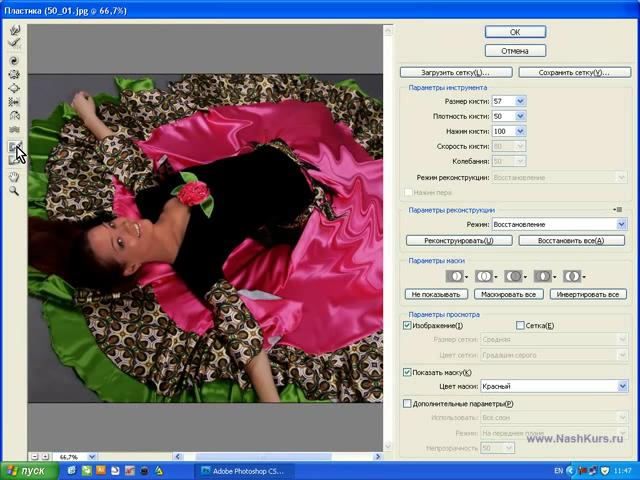 Пластика (50_01.jpg @ 66,7%)
ОК
Отмена
Загрузить сетку(L)...
Сохранить сетку(V)...
Параметры инструмента
Размер кисти: 57
Плотность кисти: 50
Нажим кисти: 100
Скорость кисти: 80
Колебания: 50
Режим реконструкции: Восстановление
Нажим пера
Параметры реконструкции
Режим: Восстановление
Реконструировать(U)
Восстановить все(A)
Параметры маски
Не показывать
Маскировать все
Инвертировать все
Параметры просмотра
Изображение(I)
Сетка(E)
Размер сетки: Средняя
Цвет сетки: Градации серого
Показать маску(K)
Цвет маски: Красный
Дополнительные параметры(P)
Использовать: Все слои
Режим: На переднем плане
Непрозрачность: 50
www.NashKurs.ru
66,7%
пуск
Adobe Photoshop CS...
EN
11:47